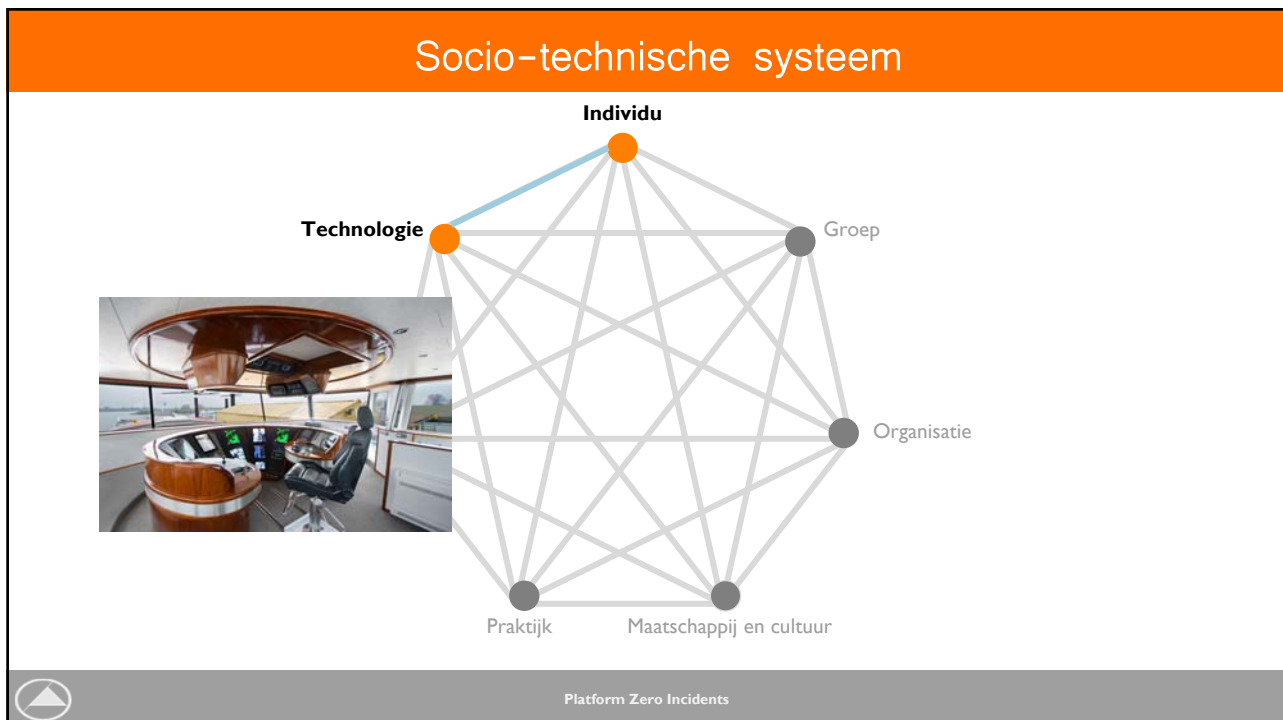 Socio-technische systeem
Individu
Technologie
Groep
Organisatie
Praktijk
Maatschappij en cultuur
Platform Zero Incidents